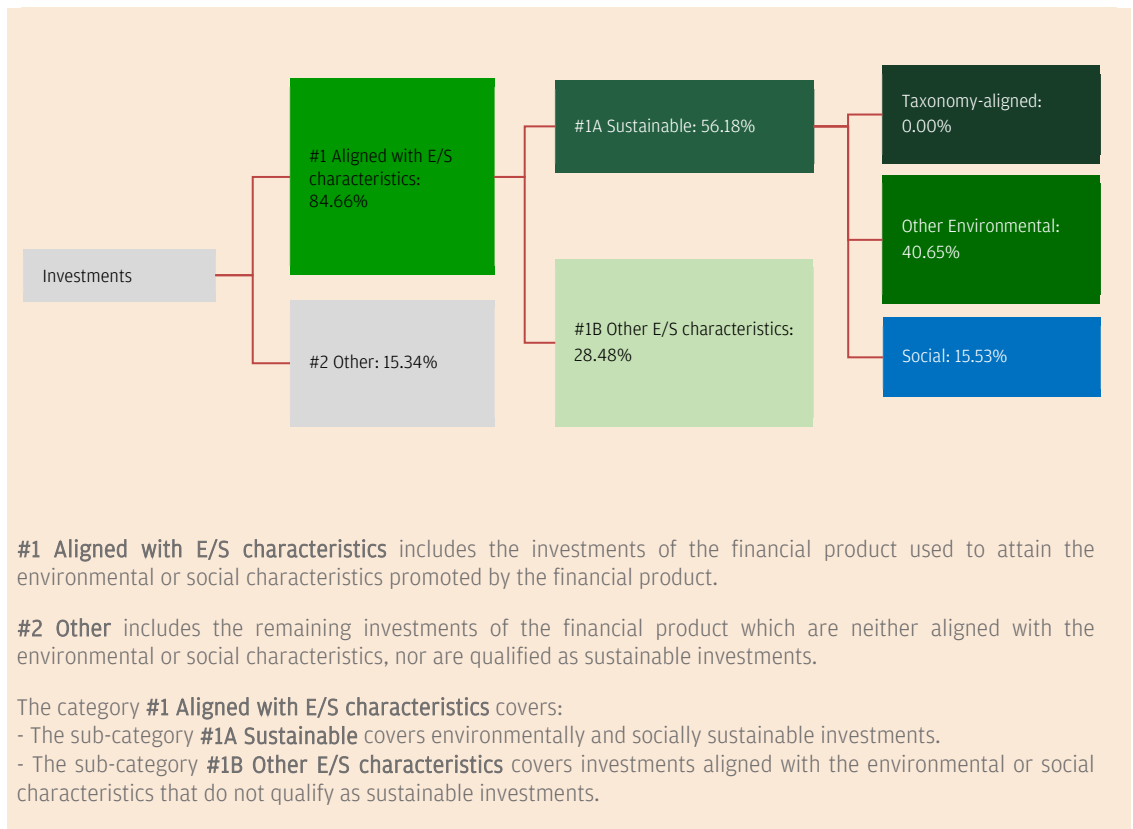 Investments
#1 Aligned with E/S
characteristics:
84.66%
#2 Other: 15.34%
#1A Sustainable: 56.18%
#1B Other E/S characteristics:
28.48%
Taxonomy-aligned:
0.00%
Other Environmental:
40.65%
Social: 15.53%
#1 Aligned with E/S characteristics includes the investments of the financial product used to attain the
environmental or social characteristics promoted by the financial product.
#2 Other includes the remaining investments of the financial product which are neither aligned with the
environmental or social characteristics, nor are qualified as sustainable investments.
The category #1 Aligned with E/S characteristics covers:
- The sub-category #1A Sustainable covers environmentally and socially sustainable investments.
- The sub-category #1B Other E/S characteristics covers investments aligned with the environmental or social
characteristics that do not qualify as sustainable investments.